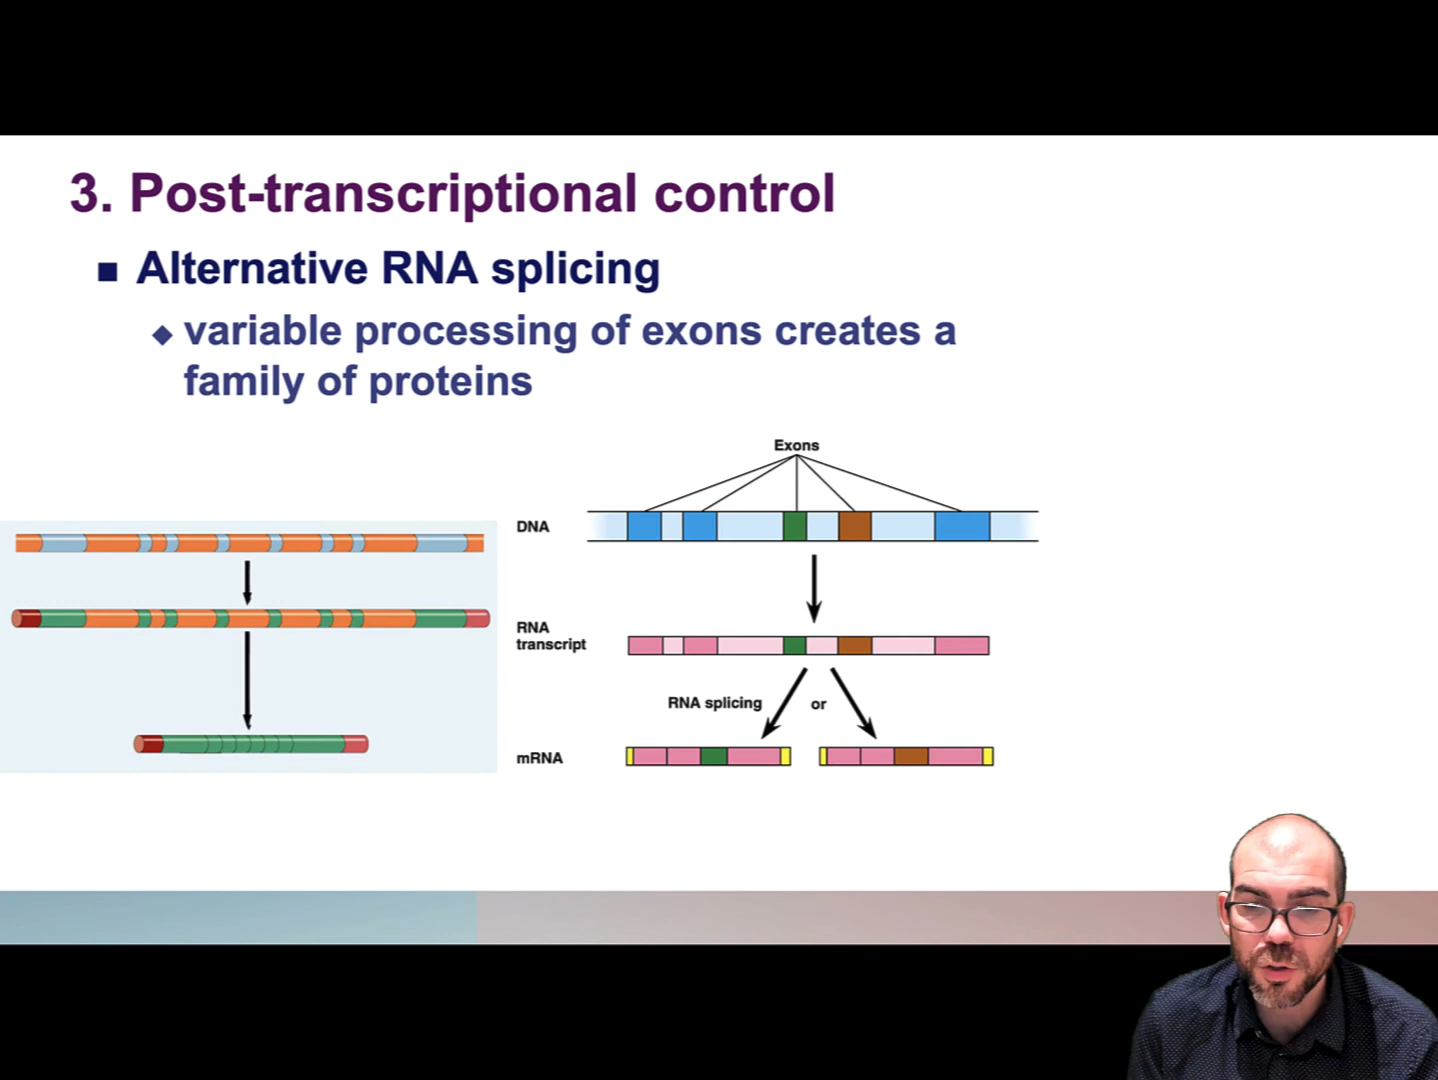 3. Post-transcriptional control
Alternative RNA splicing
variable processing of exons creates a
family of proteins
Exons
DNA
RNA
transcript
RNA splicing
or
mRNA